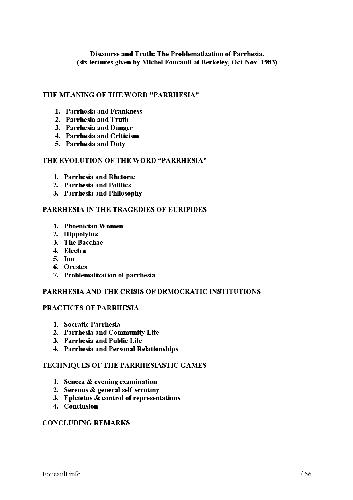 Discourse and Truth: The Problematization of Parrhesia.
(six lectures given by Michel Foucault at Berkeley, Oct-Nov. 1983)
THE MEANING OF THE WORD "PARRHESIA"
1. Parrhesia and Frankness
2. Parrhesia and Truth
3. Parrhesia and Danger
4. Parrhesia and Criticism
5. Parrhesia and Duty
THE EVOLUTION OF THE WORD "PARRHESIA"
1. Parrhesia and Rhetoric
2. Parrhesia and Politics
3. Parrhesia and Philosophy
PARRHESIA IN THE TRAGEDIES OF EURIPIDES
1. Phoenician Women
2. Hippolytus
3. The Bacchae
4. Electra
5. Ion
6. Orestes
7. Problematization of parrhesia
PARRHESIA AND THE CRISIS OF DEMOCRATIC INSTITUTIONS
PRACTICES OF PARRHESIA
1. Socratic Parrhesia
2. Parrhesia and Community Life
3. Parrhesia and Public Life
4. Parrhesia and Personal Relationships
TECHNIQUES OF THE PARRHESIASTIC GAMES
1. Seneca & evening examination
2. Serenus & general self scrutiny
3. Epictetus & control of representations
4. Conclusion
CONCLUDING REMARKS
foucault.info